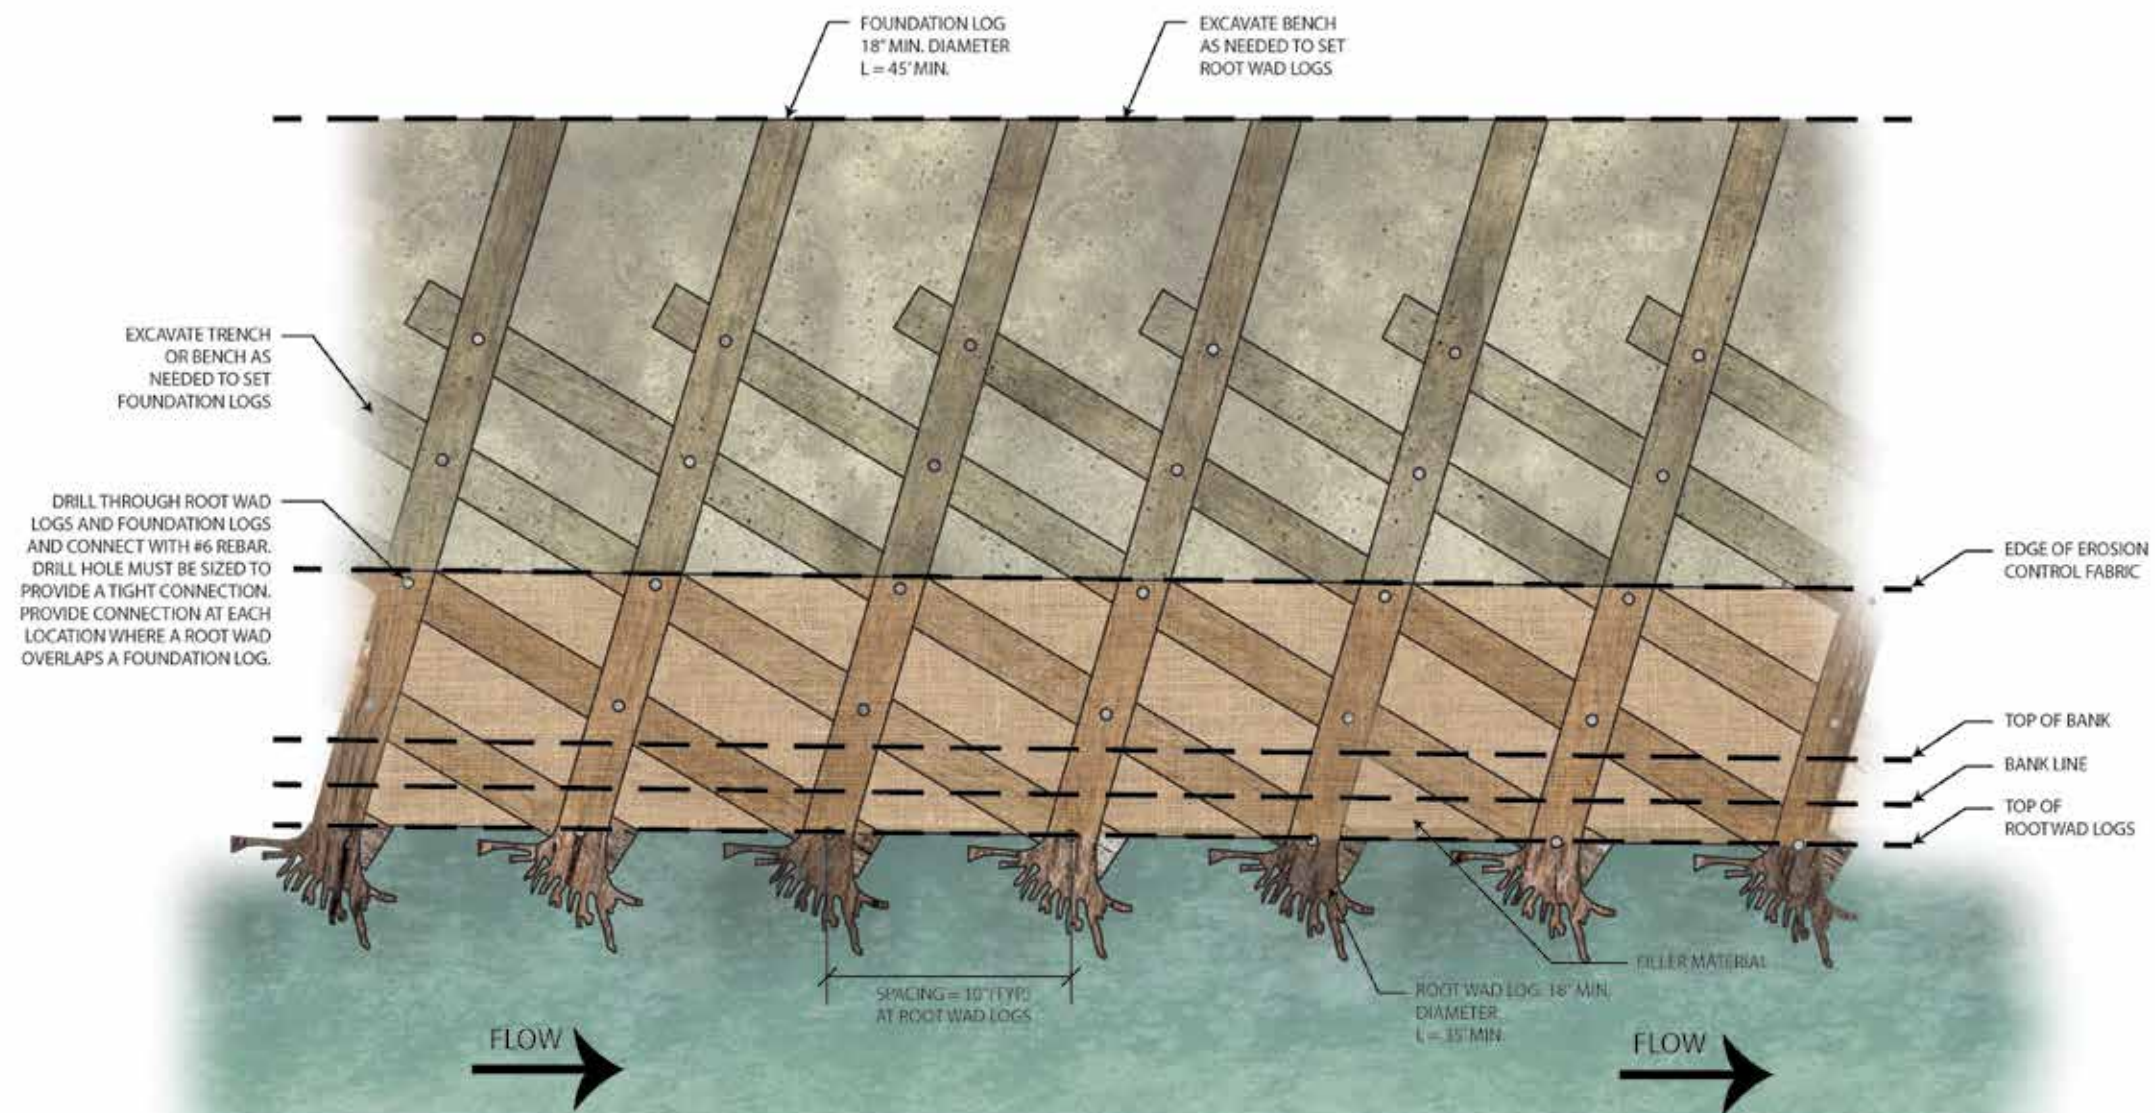 FOUNDATION LOG
18" MIN. DIAMETER
L = 45' MIN.
EXCAVATE BENCH
AS NEEDED TO SET
ROOT WAD LOGS
EXCAVATE TRENCH
OR BENCH AS
NEEDED TO SET
FOUNDATION LOGS
DRILL THROUGH ROOT WAD
LOGS AND FOUNDATION LOGS
AND CONNECT WITH #6 REBAR.
DRILL HOLE MUST BE SIZED TO
PROVIDE A TIGHT CONNECTION.
PROVIDE CONNECTION AT EACH
LOCATION WHERE A ROOT WAD
OVERLAPS A FOUNDATION LOG.
EDGE OF EROSION
CONTROL FABRIC
TOP OF BANK
BANK LINE
TOP OF
ROOT WAD LOGS
FILLER MATERIAL
SPACING = 10' (TYP.)
AT ROOT WAD LOGS
ROOT WAD LOG. 18" MIN.
DIAMETER.
L = 35' MIN.
FLOW
FLOW